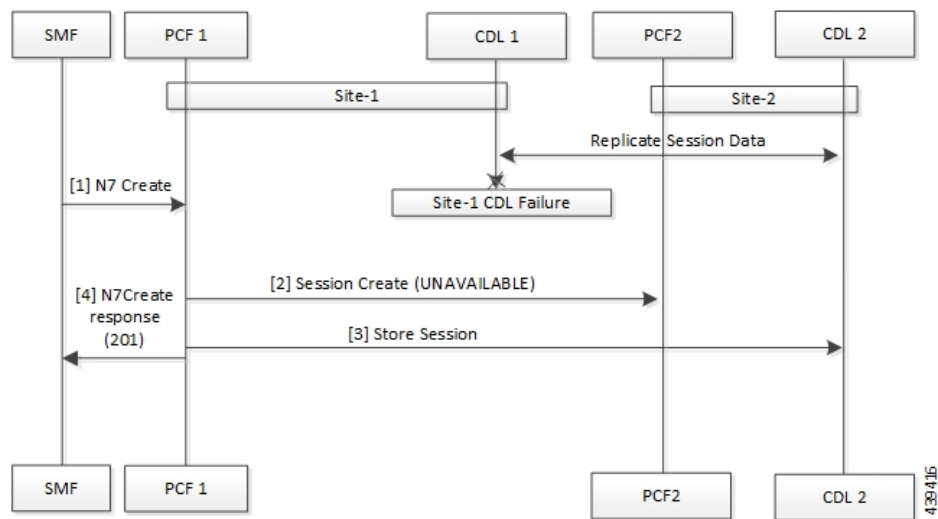 SMF
PCF 1
CDL 1
PCF2
CDL 2
Site-1
Site-2
Replicate Session Data
[1] N7 Create
Site-1 CDL Failure
[2] Session Create (UNAVAILABLE)
[4] N7Create
response
(201)
[3] Store Session
SMF
PCF 1
PCF2
CDL 2
439416